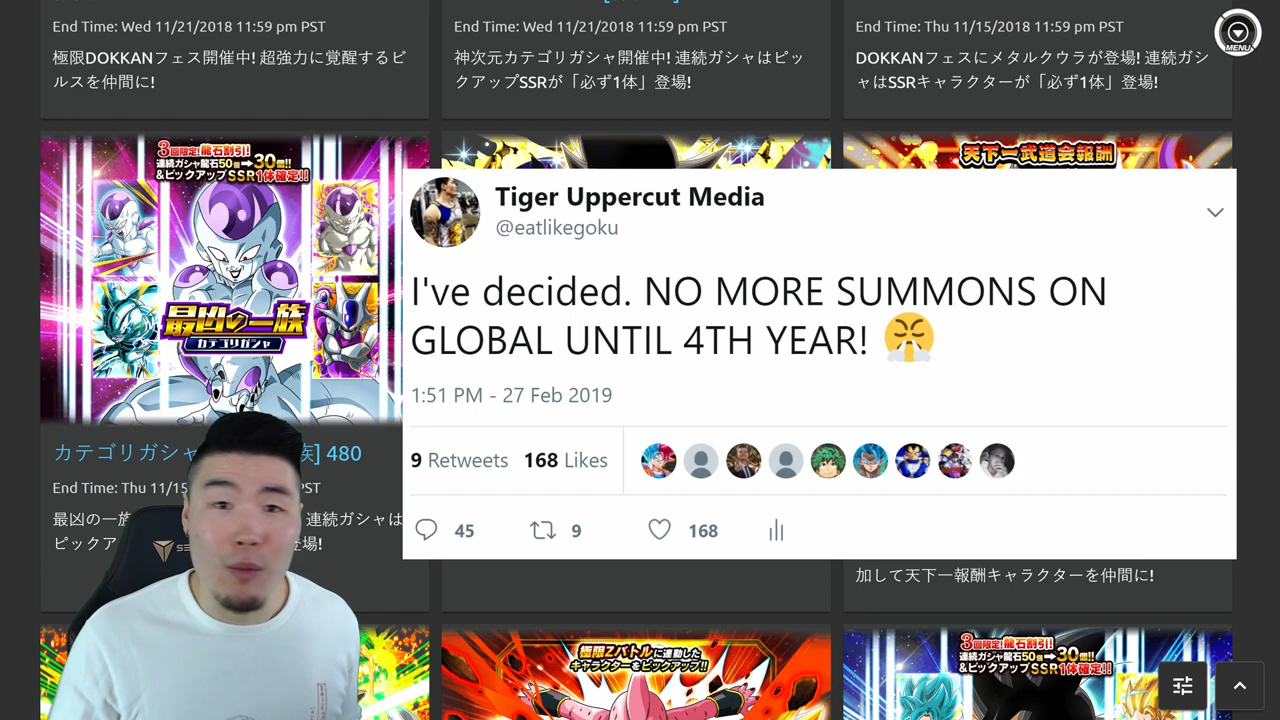 End Time: Wed 11/21/2018 11:59 pm PST
極限DOKKANフェス開催中! 超強力に覚醒するビ
ルスを仲間に!
End Time: Wed 11/21/2018 11:59 pm PST
神次元カテゴリガシャ開催中! 連続ガシャはピッ
クアップSSRが「必ず1体」登場!
End Time: Thu 11/15/2018 11:59 pm PST
DOKKANフェスにメタルクウラが登場! 連続ガシ
ャはSSRキャラクターが「必ず1体」登場!
MENU
3回限定!龍石割引!
連続ガシャ龍石50個→30個!!
&ピックアップSSR1体確定!!
最凶の一族
カテゴリガシャ
天下一武道会報酬
Tiger Uppercut Media
@eatlikegoku
I've decided. NO MORE SUMMONS ON
GLOBAL UNTIL 4TH YEAR!
1:51 PM - 27 Feb 2019
9 Retweets 168 Likes
45 9 168
カテゴリガシャ 族] 480
End Time: Thu 11/15 PST
最凶の一族 連続ガシャは
ピックア 登場!
加して天下一報酬キャラクターを仲間に!
極限Zバトルに連動した
キャラクターをピックアップ!!
3回限定!龍石割引!
連続ガシャ龍石50個→30個!!
&ピックアップSSR1体確定!!